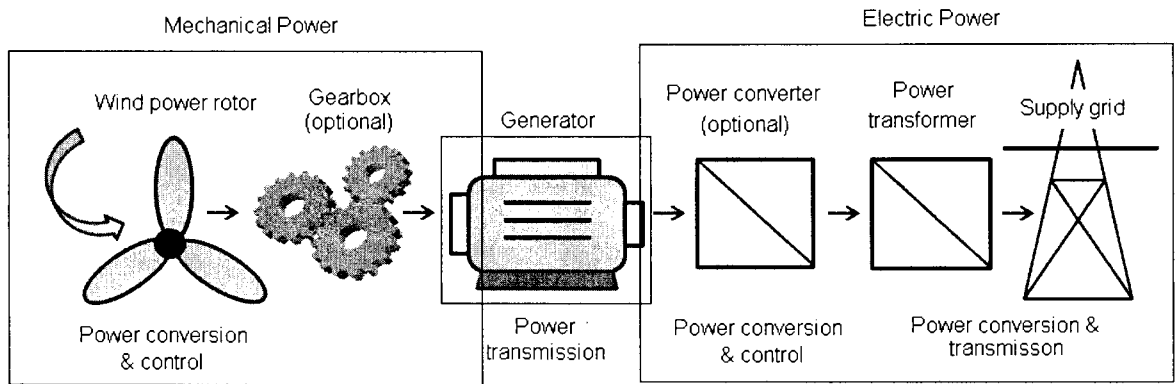 Mechanical Power
Electric Power
Wind power rotor
Gearbox
(optional)
Generator
Power converter
(optional)
Power
transformer
Supply grid
Power conversion
& control
Power
transmission
Power conversion
& control
Power conversion &
transmisson